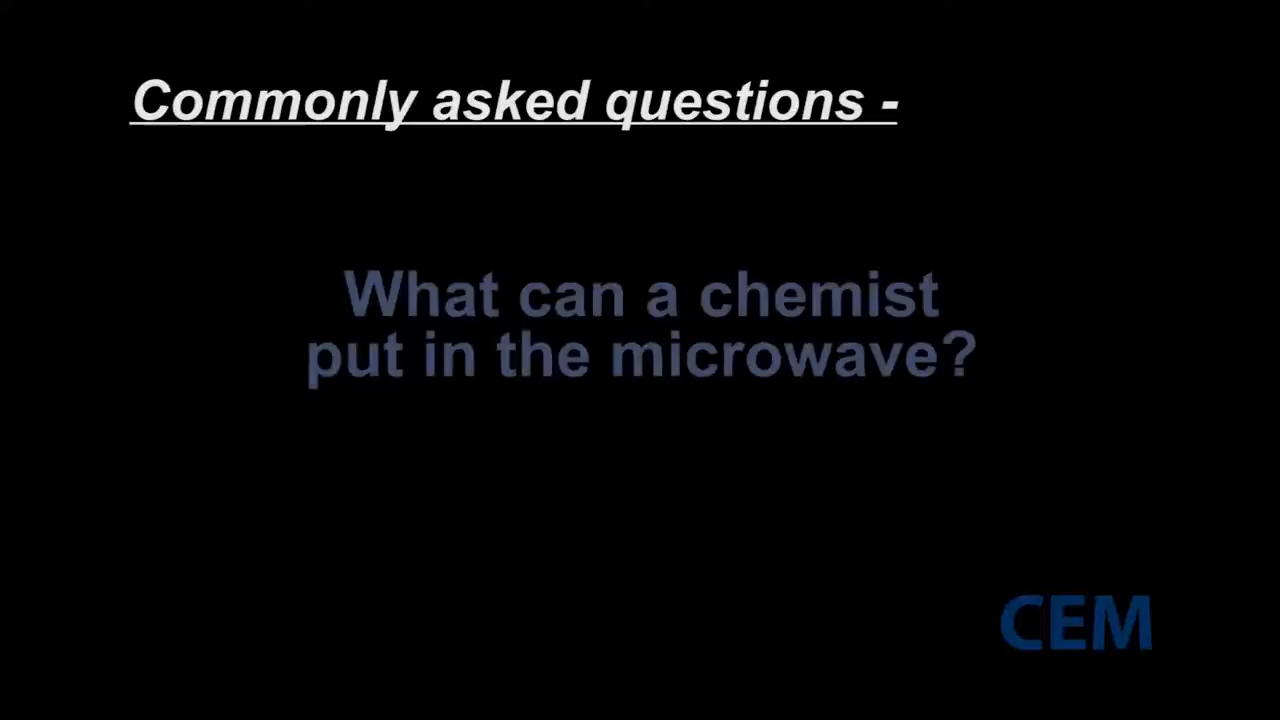 Commonly asked questions -
What can a chemist
put in the microwave?
CEM